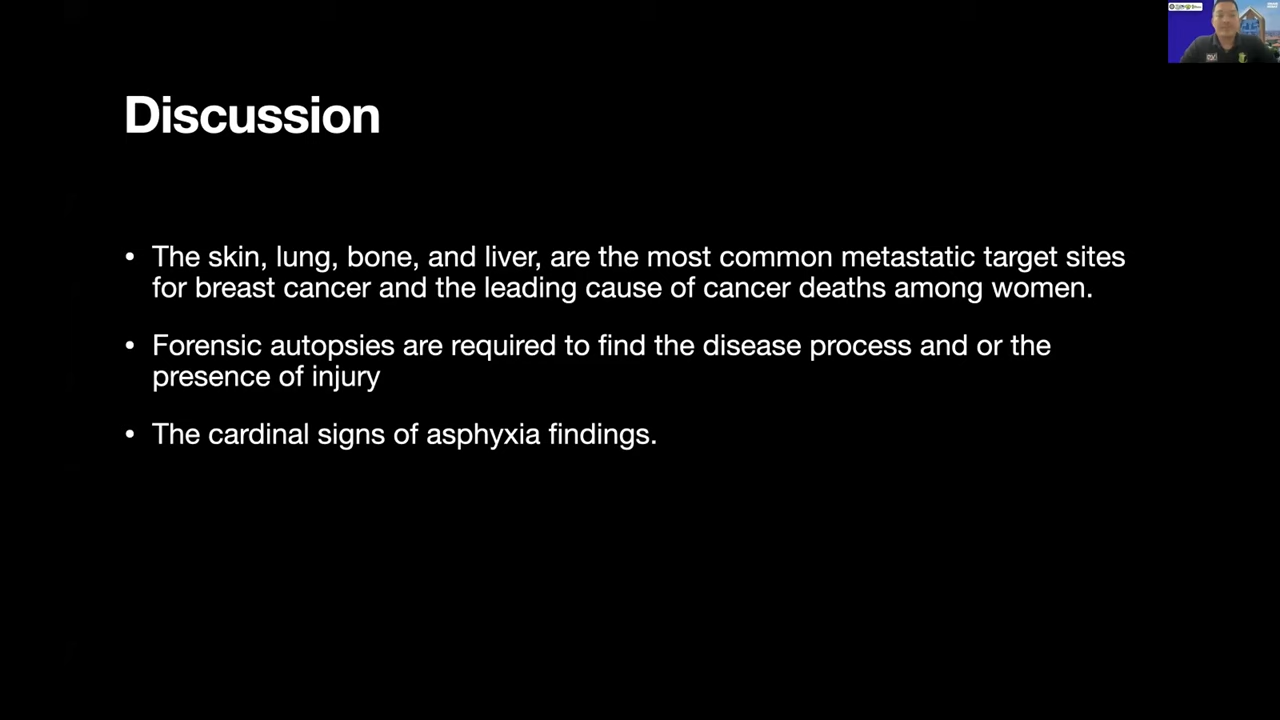 Discussion
• The skin, lung, bone, and liver, are the most common metastatic target sites
for breast cancer and the leading cause of cancer deaths among women.
• Forensic autopsies are required to find the disease process and or the
presence of injury
• The cardinal signs of asphyxia findings.